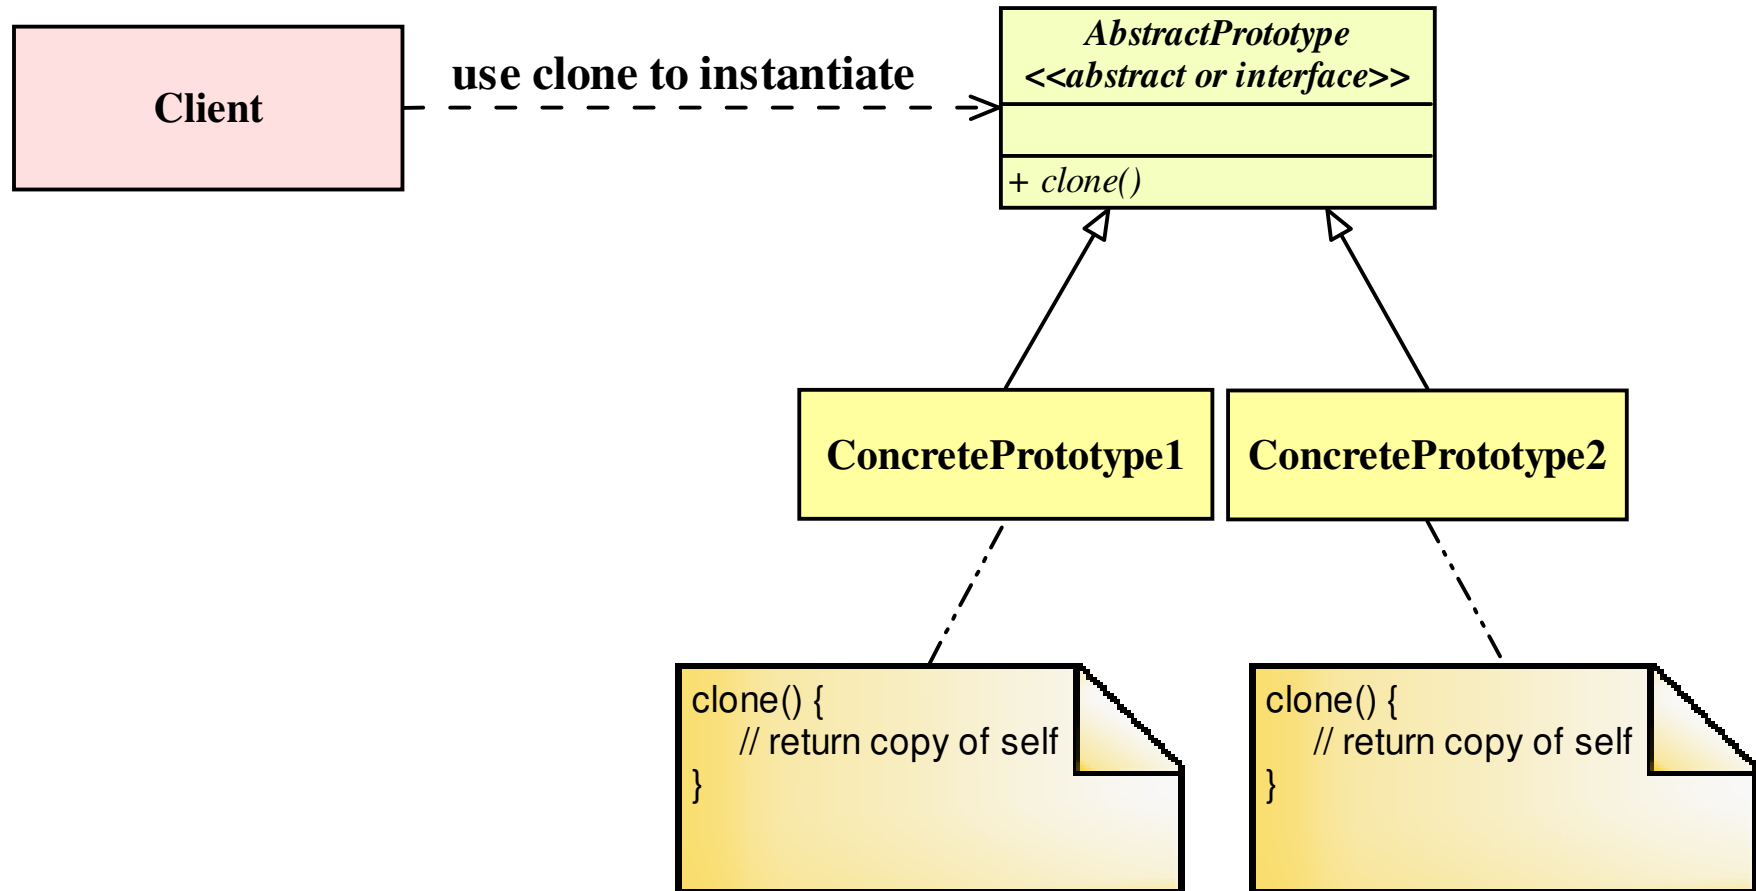 Client
use clone to instantiate
AbstractPrototype
<<abstract or interface>>
+ clone()
ConcretePrototype1
ConcretePrototype2
clone() {
// return copy of self
}
clone() {
// return copy of self
}